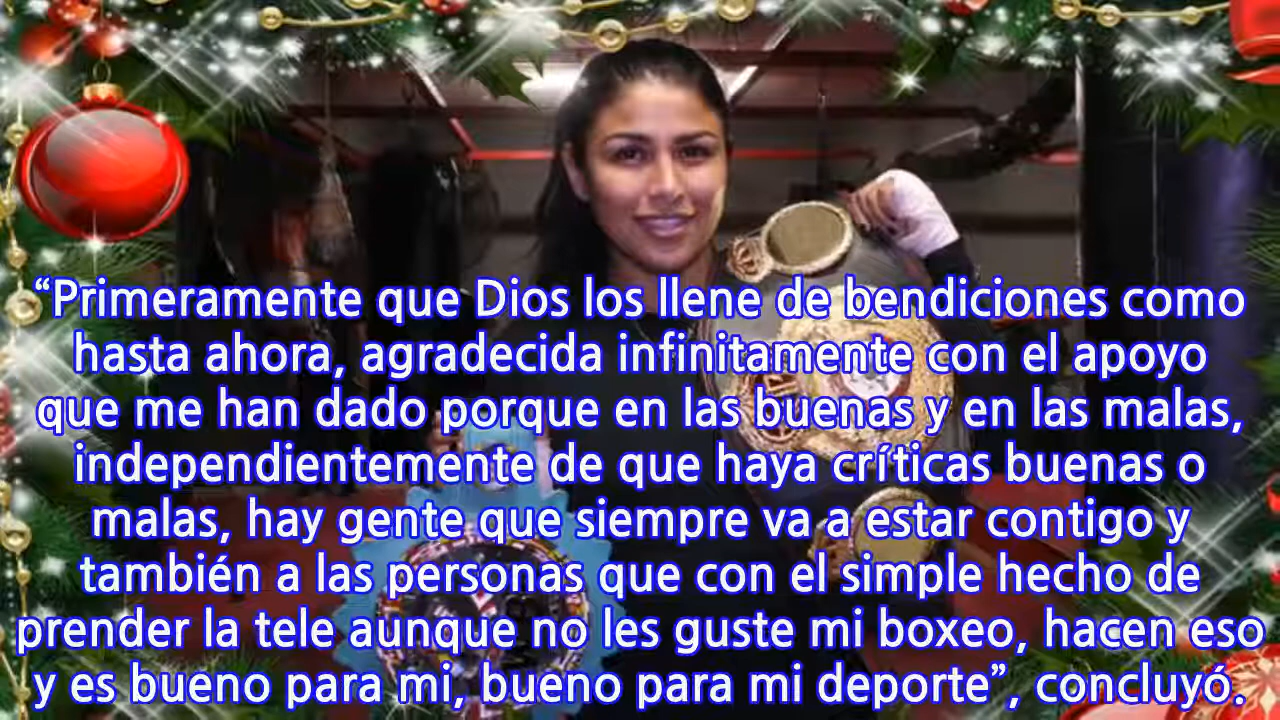 “Primeramente que Dios los llene de bendiciones como
hasta ahora, agradecida infinitamente con el apoyo
que me han dado porque en las buenas y en las malas,
independientemente de que haya críticas buenas o
malas, hay gente que siempre va a estar contigo y
también a las personas que con el simple hecho de
prender la tele aunque no les guste mi boxeo, hacen eso
y es bueno para mi, bueno para mi deporte”, concluyó.